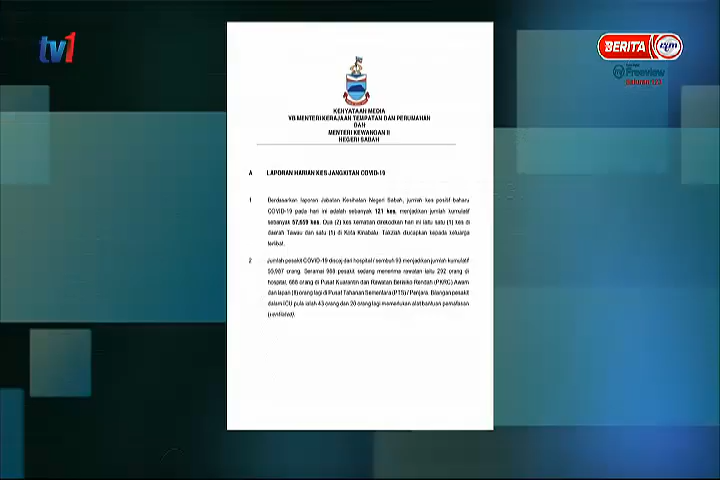 tv1
BERITA rtm
Freeview
saluran 123
KENYATAAN MEDIA
YB MENTERI KERAJAAN TEMPATAN DAN PERUMAHAN
DAN
MENTERI KEWANGAN II
NEGERI SABAH
A LAPORAN HARIAN KES JANGKITAN COVID-19
1 Berdasarkan laporan Jabatan Kesihatan Negeri Sabah, jumlah kes positif baharu
COVID-19 pada hari ini adalah sebanyak 121 kes, menjadikan jumlah kumulatif
sebanyak 57,659 kes. Dua (2) kes kematian direkodkan hari ini iaitu satu (1) kes di
daerah Tawau dan satu (1) di Kota Kinabalu. Takziah diucapkan kepada keluarga
terlibat.
2 Jumlah pesakit COVID-19 discaj dari hospital / sembuh 93 menjadikan jumlah kumulatif
55,967 orang. Seramai 968 pesakit sedang menerima rawatan iaitu 292 orang di
hospital, 668 orang di Pusat Kuarantin dan Rawatan Berisiko Rendah (PKRC) Awam
dan lapan (8) orang lagi di Pusat Tahanan Sementara (PTS) / Penjara. Bilangan pesakit
dalam ICU pula ialah 43 orang dan 20 orang lagi memerlukan alat bantuan pernafasan
(ventilated).